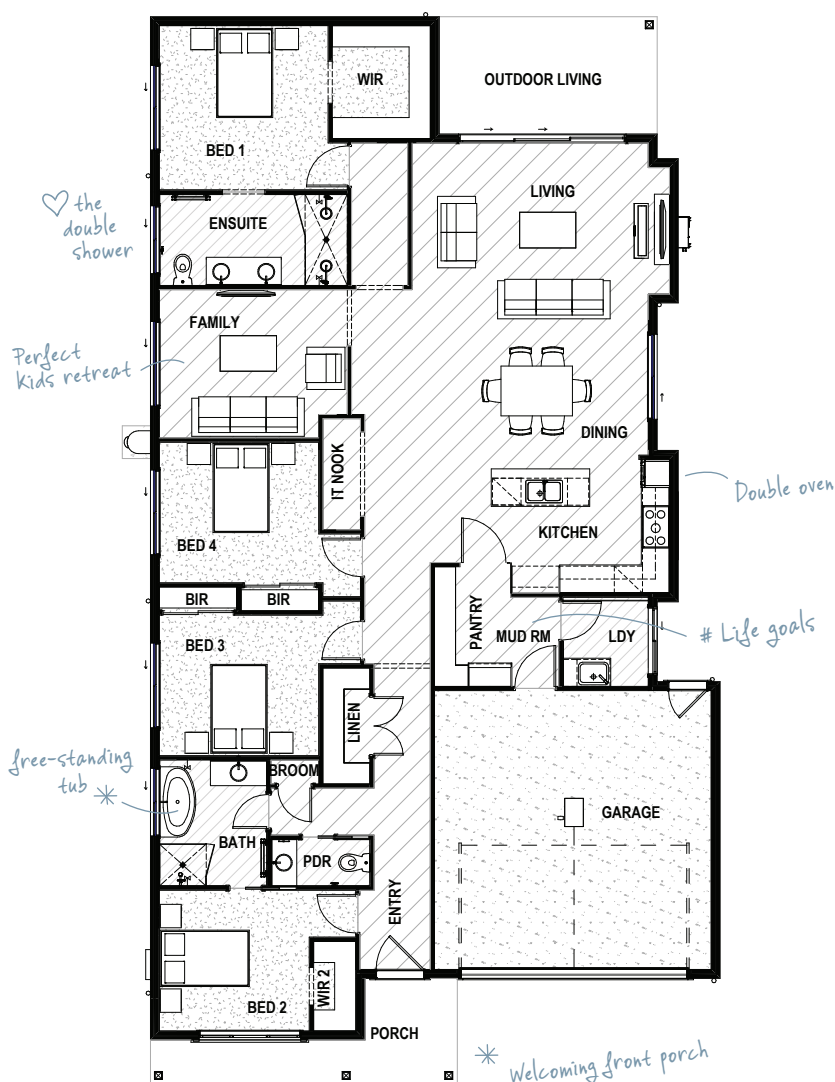 WIR
OUTDOOR LIVING
BED 1
LIVING
♡ the
double
shower
ENSUITE
FAMILY
Perfect
Kids retreat
DINING
IT NOOK
Double oven
KITCHEN
BED 4
BIR
BIR
PANTRY
MUD RM
LDY
# Life goals
BED 3
LINEN
free-standing
tub *
BROOM
GARAGE
BATH
PDR
ENTRY
WIR 2
BED 2
PORCH
* Welcoming front porch